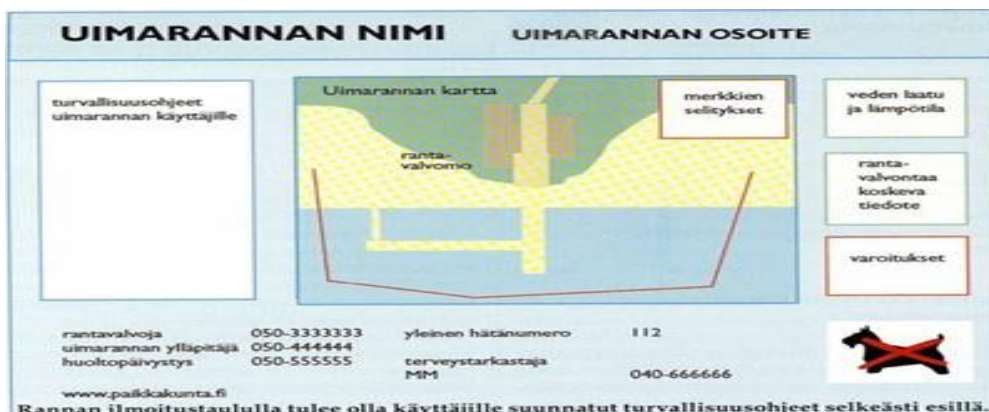 UIMARANNAN NIMI UIMARANNAN OSOITE
turvallisuusohjeet
uimarannan käyttäjille
Uimarannan kartta
ranta-
valvomo
merkkien
selitykset
veden laatu
ja lämpötila
ranta-
valvontaa
koskeva
tiedote
varoitukset
rantavalvoja 050-3333333 yleinen hätänumero 112
uimarannan ylläpitäjä 050-444444
huoltopäivystys 050-555555 terveystarkastaja
MM 040-666666
www.paikkakunta.fi
Rannan ilmoitustaululla tulee olla käyttäjille suunnatut turvallisuusohjeet selkeästi esillä.